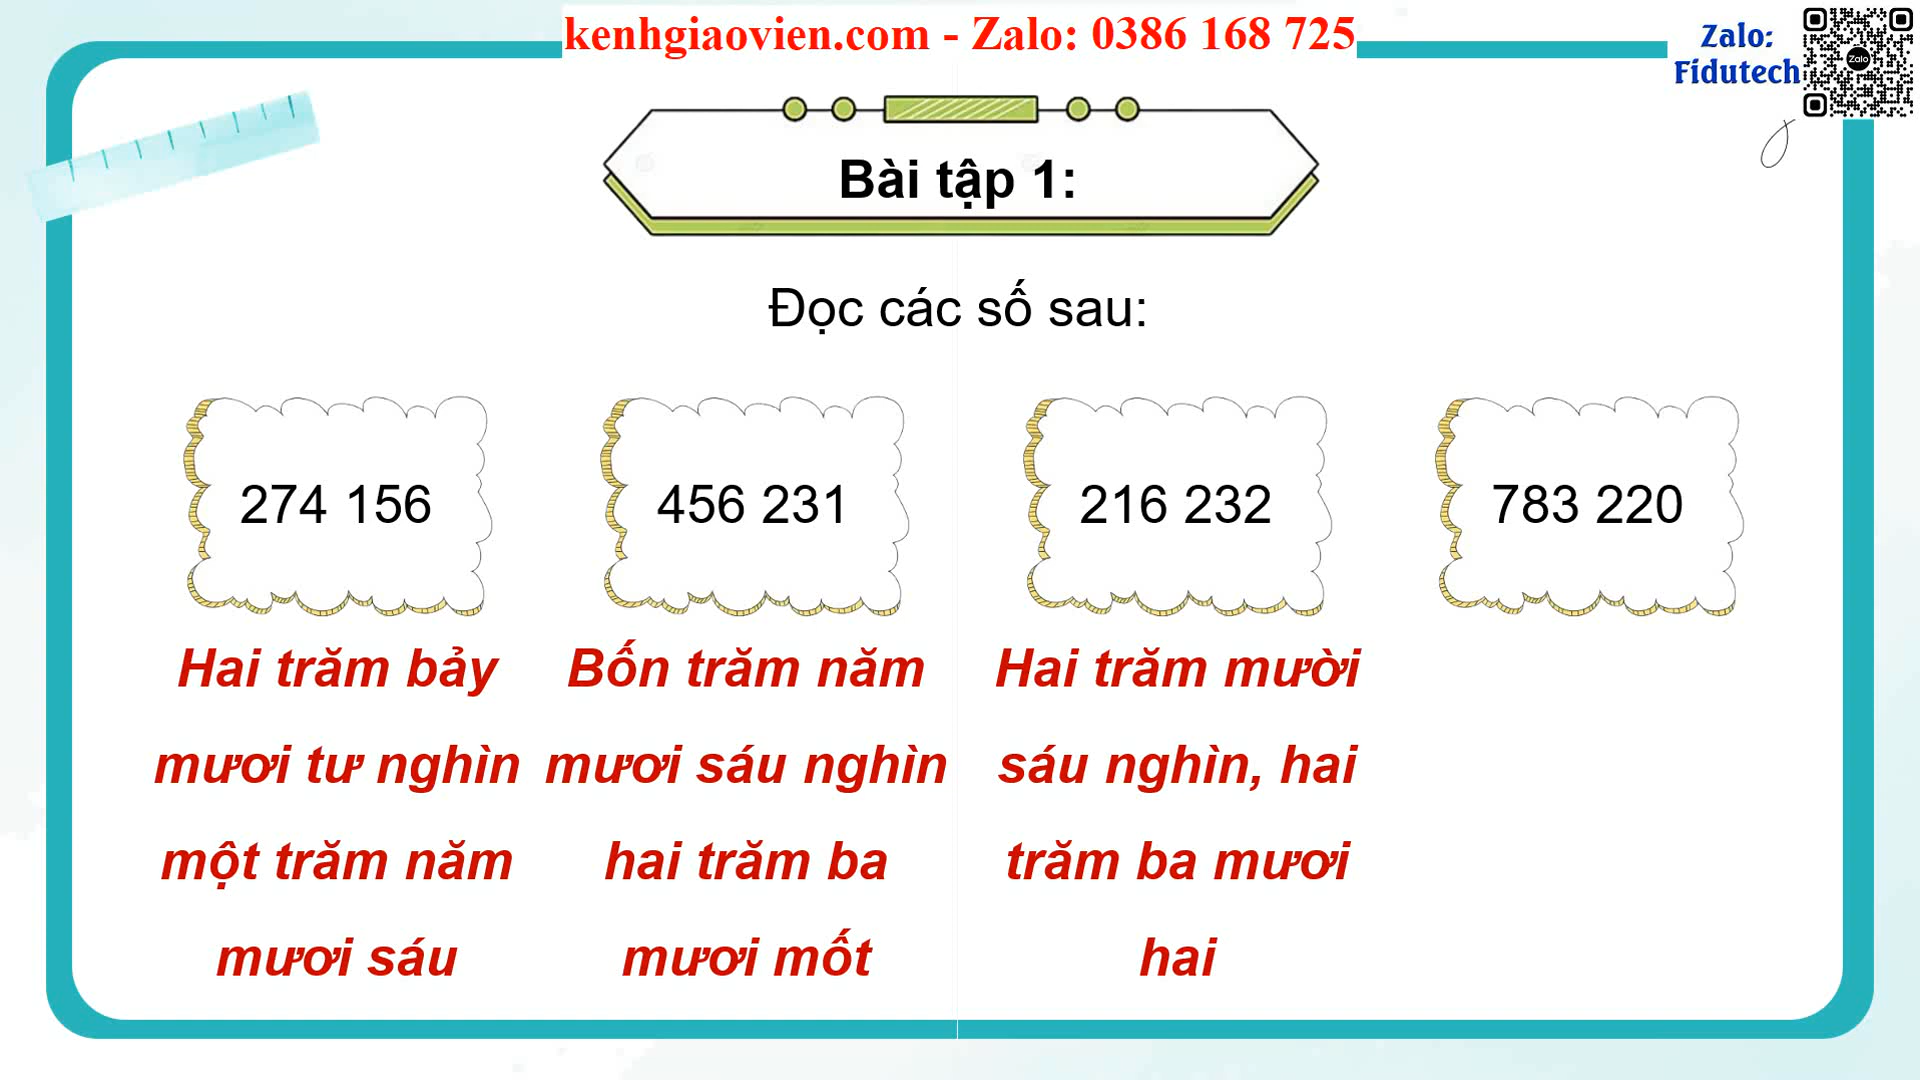 kenhgiaovien.com - Zalo: 0386 168 725
Zalo:
Fidutech
Zalo
Bài tập 1:
Đọc các số sau:
274 156
456 231
216 232
783 220
Hai trăm bảy
mươi tư nghìn
một trăm năm
mươi sáu
Bốn trăm năm
mươi sáu nghìn
hai trăm ba
mươi mốt
Hai trăm mười
sáu nghìn, hai
trăm ba mươi
hai